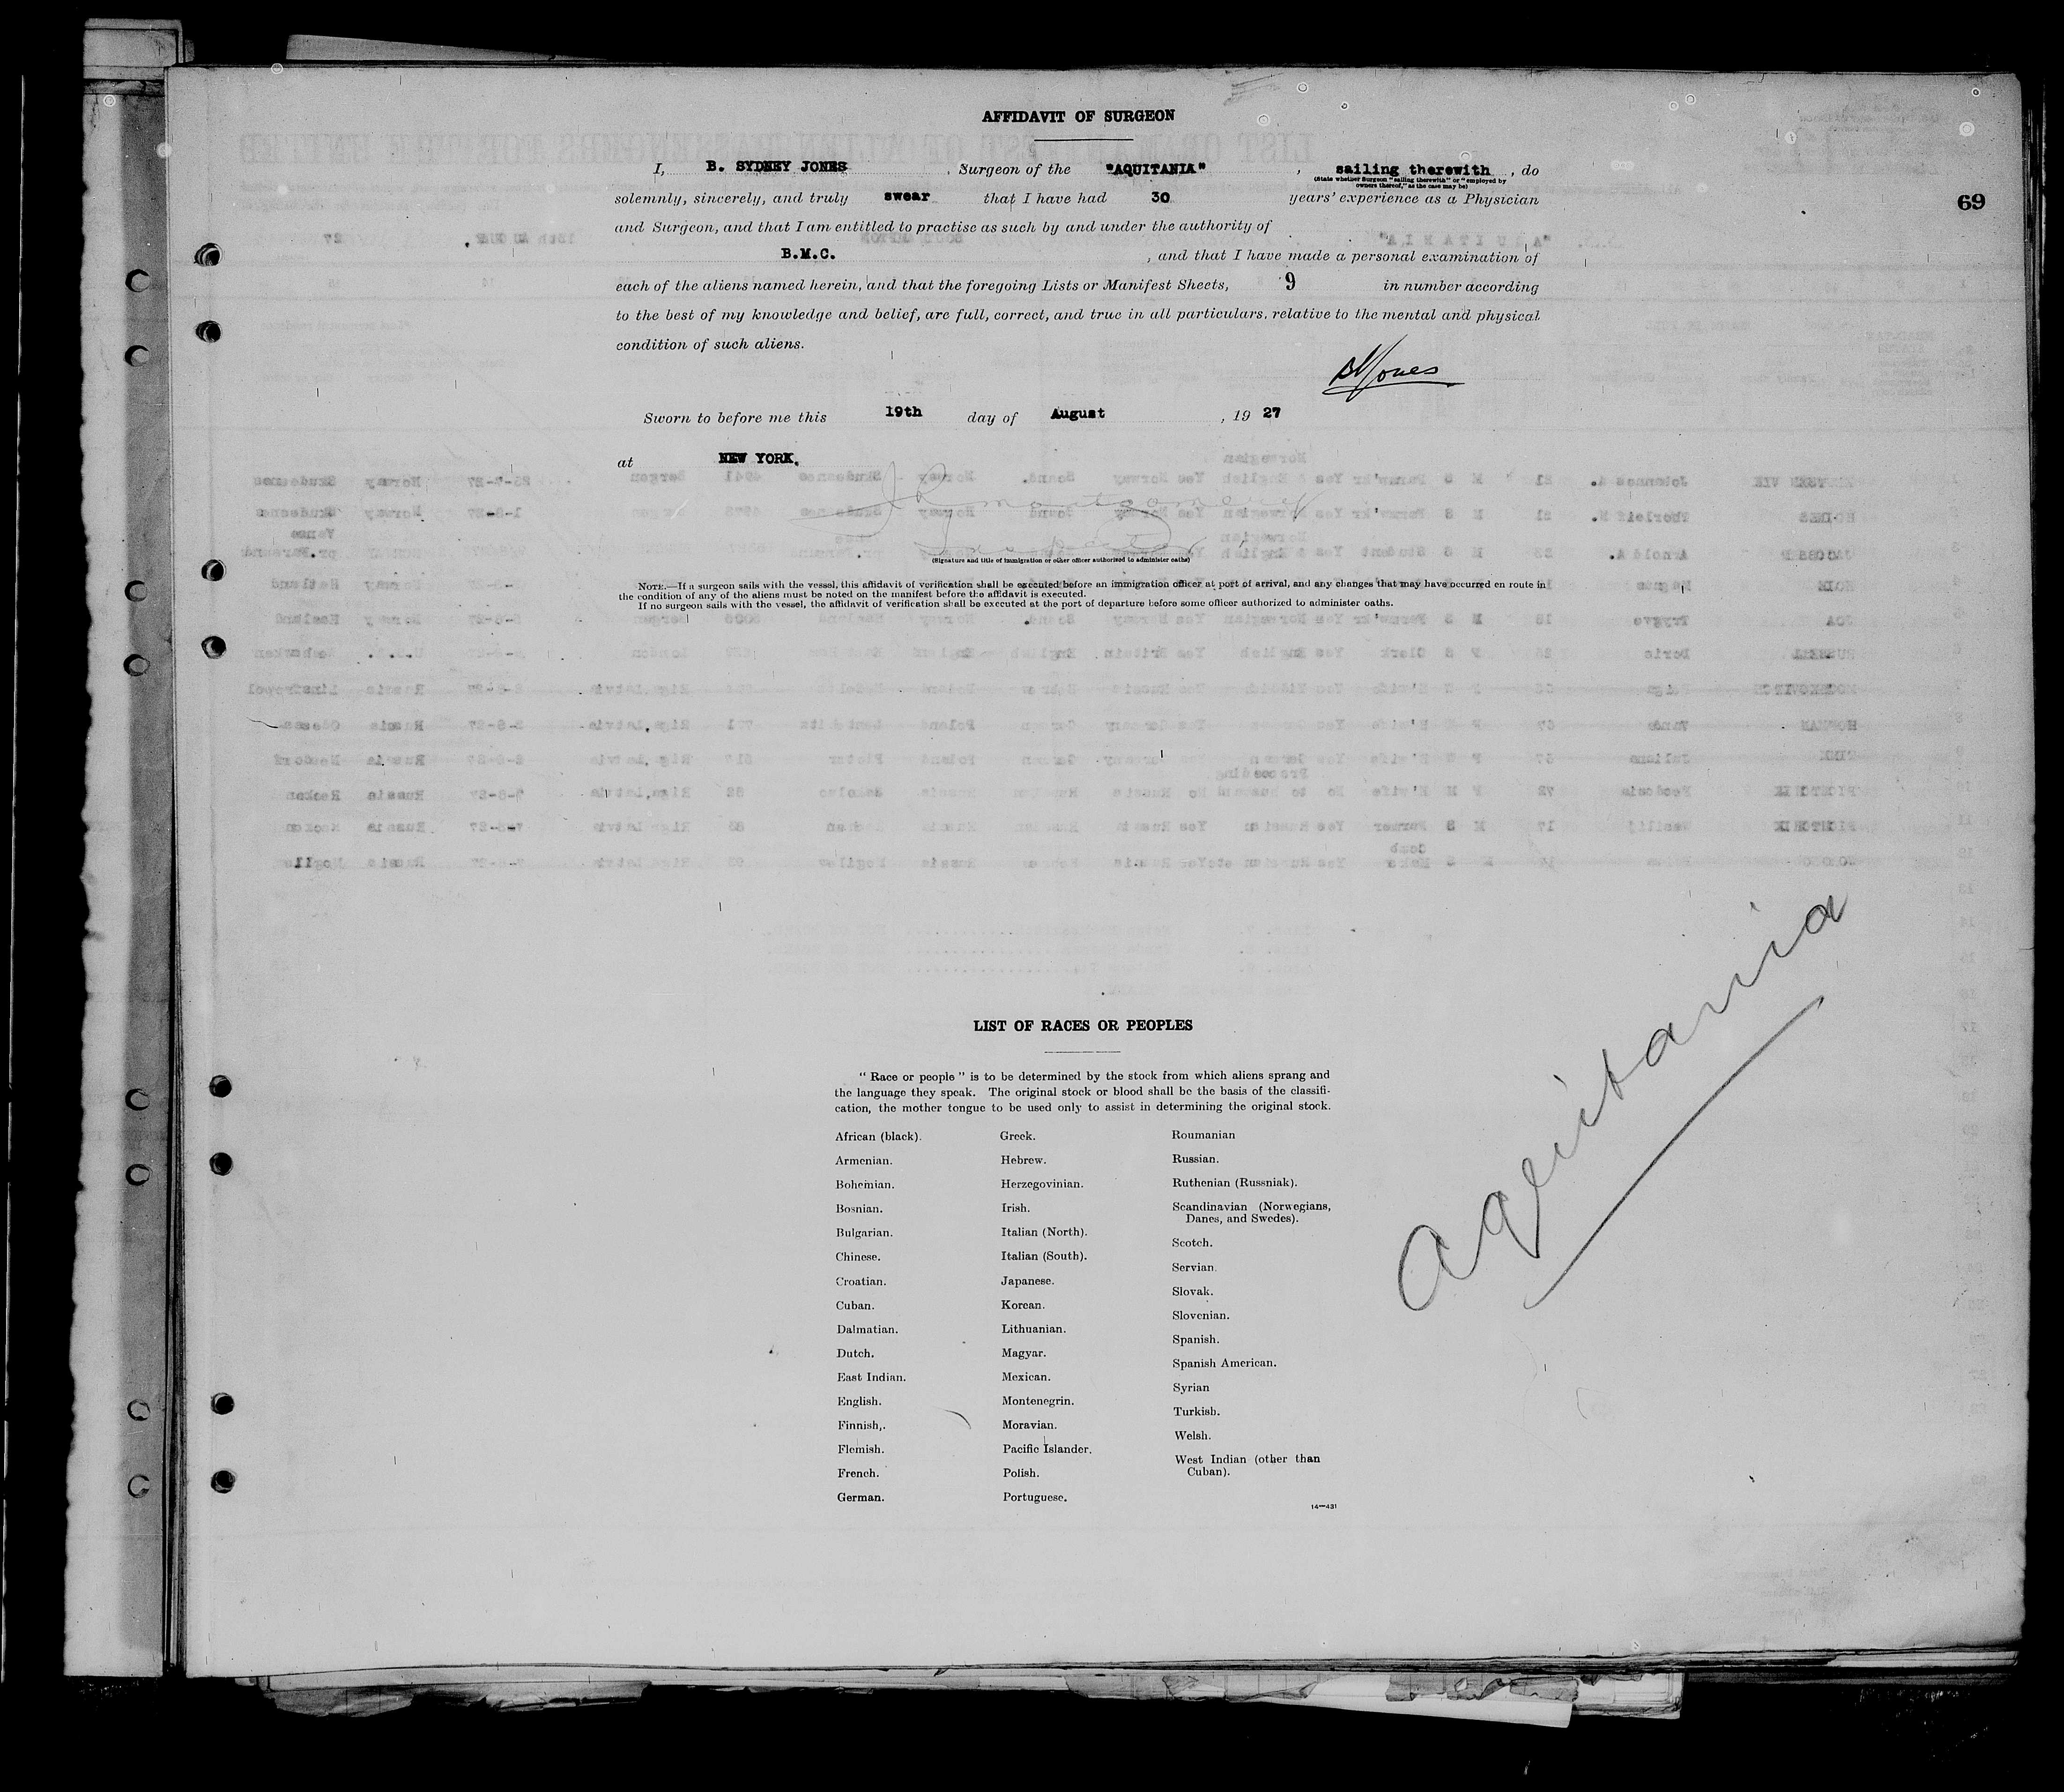 AFFIDAVIT OF SURGEON
I, B. SYDNEY JONES , Surgeon of the "AQUITANIA" , sailing therewith , do
(State whether Surgeon "sailing therewith" or "employed by
owners thereof," as the case may be)
solemnly, sincerely, and truly swear that I have had 30 years' experience as a Physician
69
and Surgeon, and that I am entitled to practise as such by and under the authority of
B.M.C. , and that I have made a personal examination of
each of the aliens named herein, and that the foregoing Lists or Manifest Sheets, 9 in number according
to the best of my knowledge and belief, are full, correct, and true in all particulars, relative to the mental and physical
condition of such aliens.
BSJones
Sworn to before me this 19th day of August , 19 27
at NEW YORK.
(Signature and title of immigration or other officer authorized to administer oaths)
NOTE.—If a surgeon sails with the vessel, this affidavit of verification shall be executed before an immigration officer at port of arrival, and any changes that may have occurred en route in
the condition of any of the aliens must be noted on the manifest before the affidavit is executed.
If no surgeon sails with the vessel, the affidavit of verification shall be executed at the port of departure before some officer authorized to administer oaths.
Aquitania
LIST OF RACES OR PEOPLES
" Race or people " is to be determined by the stock from which aliens sprang and
the language they speak. The original stock or blood shall be the basis of the classifi-
cation, the mother tongue to be used only to assist in determining the original stock.
African (black).
Armenian.
Bohemian.
Bosnian.
Bulgarian.
Chinese.
Croatian.
Cuban.
Dalmatian.
Dutch.
East Indian.
English.
Finnish,.
Flemish.
French.
German.
Greek.
Hebrew.
Herzegovinian.
Irish.
Italian (North).
Italian (South).
Japanese.
Korean.
Lithuanian.
Magyar.
Mexican.
Montenegrin.
Moravian.
Pacific Islander.
Polish.
Portuguese.
Roumanian
Russian.
Ruthenian (Russniak).
Scandinavian (Norwegians,
Danes, and Swedes).
Scotch.
Servian.
Slovak.
Slovenian.
Spanish.
Spanish American.
Syrian
Turkish.
Welsh.
West Indian (other than
Cuban).
14—431